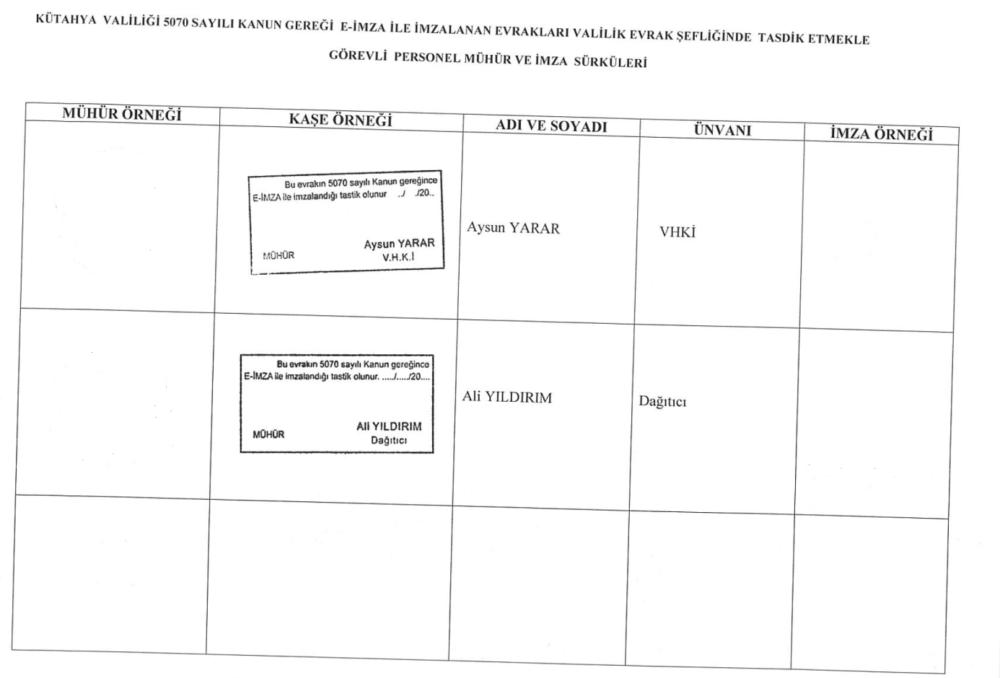 KÜTAHYA VALİLİĞİ 5070 SAYILI KANUN GEREĞİ E-İMZA İLE İMZALANAN EVRAKLARI VALİLİK EVRAK ŞEFLİĞİNDE TASDİK ETMEKLE
GÖREVLİ PERSONEL MÜHÜR VE İMZA SÜRKÜLERİ
MÜHÜR ÖRNEĞİ KAŞE ÖRNEĞİ ADI VE SOYADI ÜNVANI İMZA ÖRNEĞİ
Bu evrakın 5070 sayılı Kanun gereğince
E-İMZA ile imzalandığı tastik olunur ../ ./20..
Aysun YARAR
MÜHÜR V.H.K.İ
Aysun YARAR VHKİ
Bu evrakın 5070 sayılı Kanun gereğince
E-İMZA ile imzalandığı tastik olunur. ...../...../20....
Ali YILDIRIM
MÜHÜR Dağıtıcı
Ali YILDIRIM Dağıtıcı